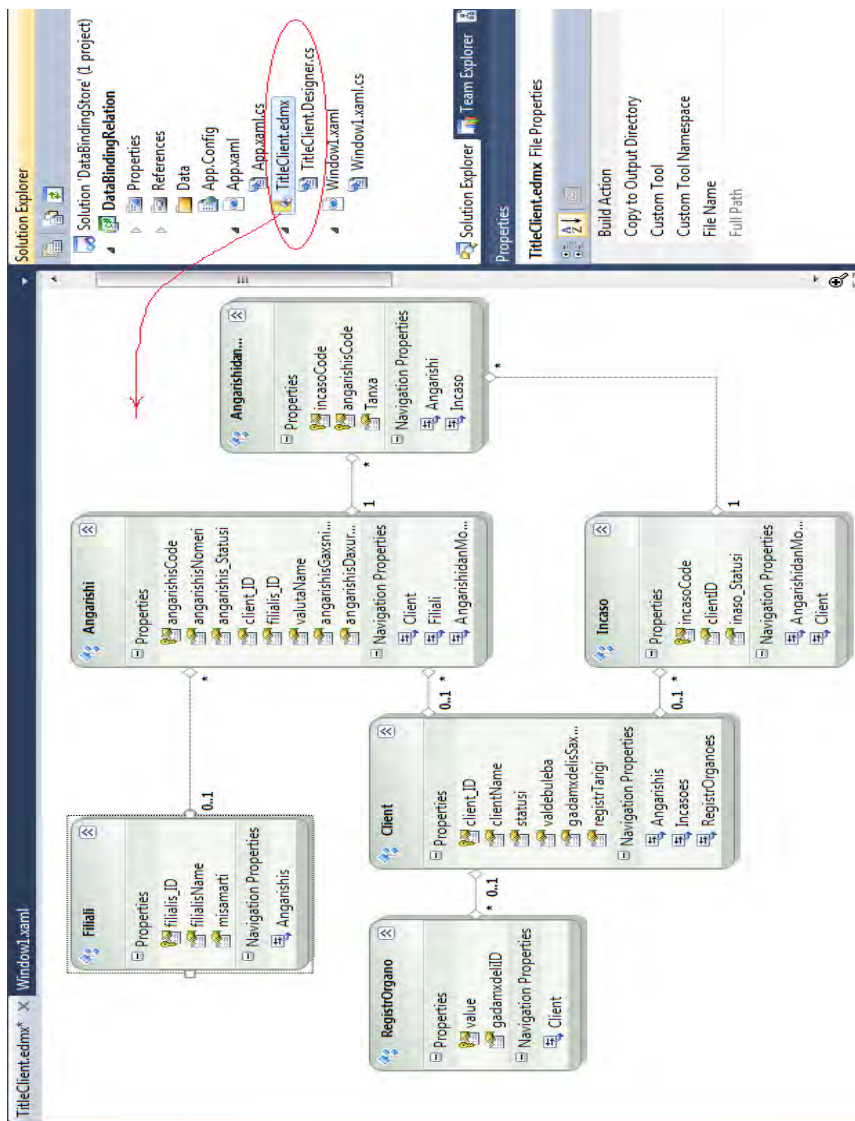 TitleClient.edmx* X Window1.xaml
Filiali
Properties
filialis_ID
filialisName
misamarti
Navigation Properties
Angarishis
0..1
*
Angarishi
Properties
angarishisCode
angarishisNomeri
angarishis_Statusi
client_ID
filialis_ID
valutaName
angarishisGaxsni...
angarishisDaxur...
Navigation Properties
Client
Filiali
AngarishidanMo...
1
*
Angarishidan...
Properties
incasoCode
angarishisCode
Tanxa
Navigation Properties
Angarishi
Incaso
RegistrOrgano
Properties
value
gadamxdeliID
Navigation Properties
Client
*
0..1
Client
Properties
client_ID
clientName
statusi
valdebuleba
gadamxdelisSax...
registrTarigi
Navigation Properties
Angarishis
Incasoes
RegistrOrganoes
0..1
*
0..1
*
Incaso
Properties
incasoCode
clientID
inaso_Statusi
Navigation Properties
AngarishidanMo...
Client
1
*
Solution Explorer
Solution 'DataBindingStore' (1 project)
DataBindingRelation
Properties
References
Data
App.Config
App.xaml
App.xaml.cs
TitleClient.edmx
TitleClient.Designer.cs
Window1.xaml
Window1.xaml.cs
Solution Explorer
Team Explorer
Properties
TitleClient.edmx File Properties
Build Action
Copy to Output Directory
Custom Tool
Custom Tool Namespace
File Name
Full Path